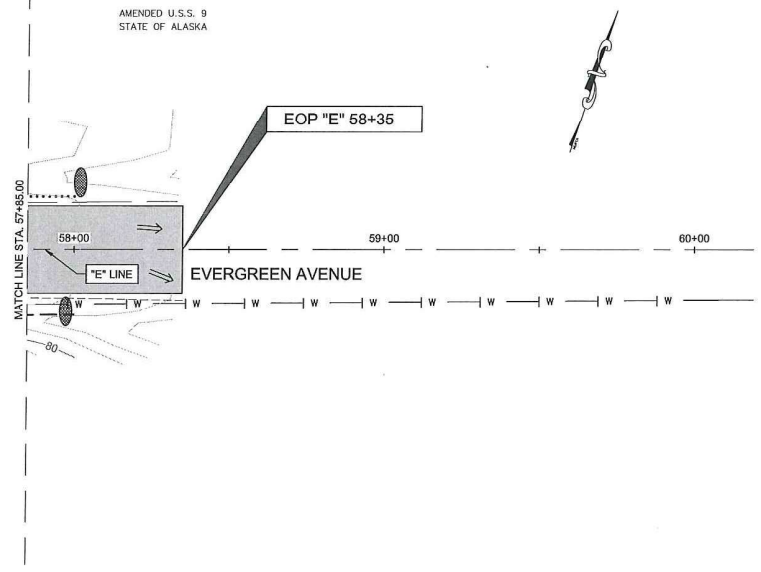 AMENDED U.S.S. 9
STATE OF ALASKA
EOP "E" 58+35
MATCH LINE STA. 57+85.00
58+00
59+00
60+00
"E" LINE
EVERGREEN AVENUE
W W W W W W W W W W W
80